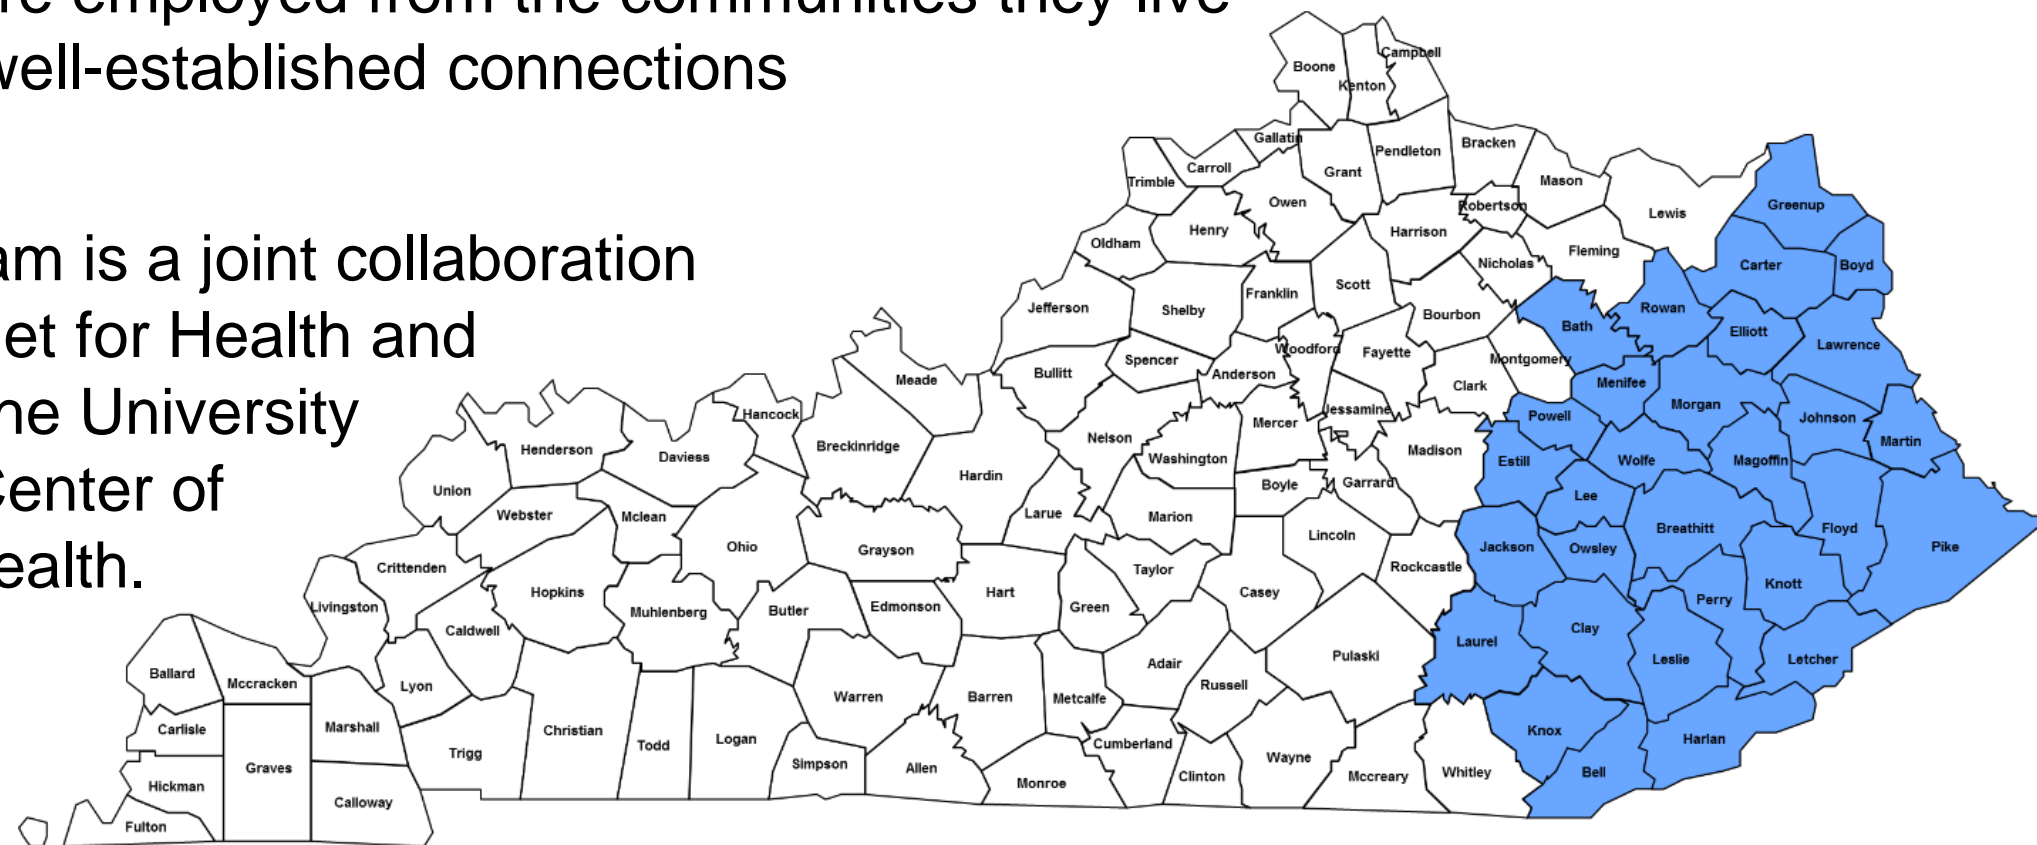 re employed from the communities they live
well-established connections
am is a joint collaboration
et for Health and
he University
Center of
ealth.
Campbell
Boone
Kenton
Gallatin
Bracken
Pendleton
Carroll
Grant
Trimble
Mason
Owen
Robertson
Lewis
Greenup
Henry
Harrison
Oldham
Fleming
Nicholas
Carter
Boyd
Scott
Franklin
Jefferson
Shelby
Rowan
Bourbon
Bath
Elliott
Lawrence
Woodford
Fayette
Spencer
Montgomery
Anderson
Bullitt
Meade
Clark
Menifee
Morgan
Jessamine
Hancock
Powell
Johnson
Mercer
Nelson
Martin
Breckinridge
Henderson
Madison
Daviess
Washington
Wolfe
Magoffin
Estill
Hardin
Garrard
Boyle
Union
Lee
Larue
Webster
Mclean
Marion
Breathitt
Floyd
Lincoln
Ohio
Jackson
Owsley
Pike
Grayson
Crittenden
Rockcastle
Taylor
Knott
Hopkins
Hart
Casey
Perry
Livingston
Edmonson
Green
Butler
Muhlenberg
Caldwell
Clay
Laurel
Pulaski
Leslie
Letcher
Adair
Ballard
Mccracken
Lyon
Russell
Warren
Barren
Metcalfe
Marshall
Carlisle
Christian
Knox
Logan
Harlan
Todd
Cumberland
Trigg
Wayne
Simpson
Graves
Allen
Whitley
Bell
Clinton
Mccreary
Monroe
Hickman
Calloway
Fulton